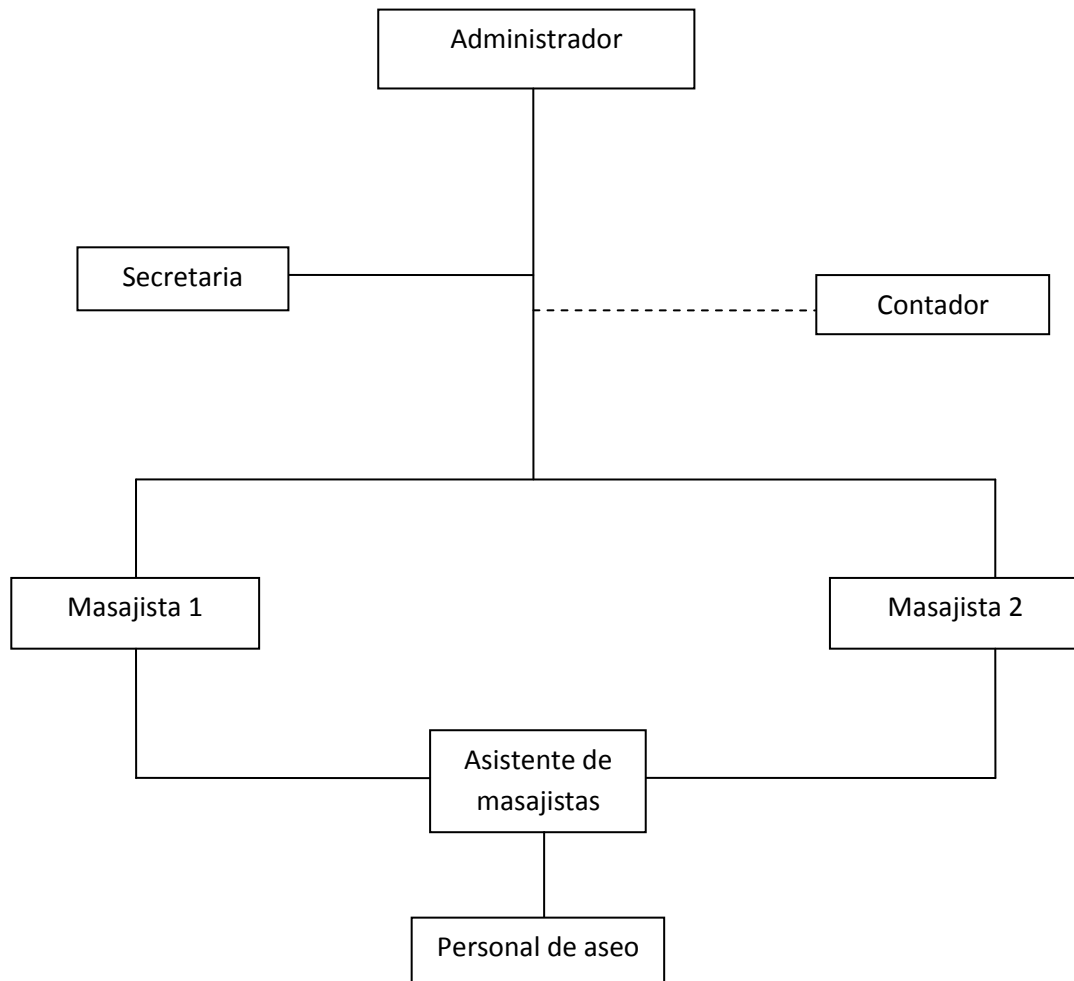 Administrador
Secretaria
Contador
Masajista 1
Masajista 2
Asistente de
masajistas
Personal de aseo